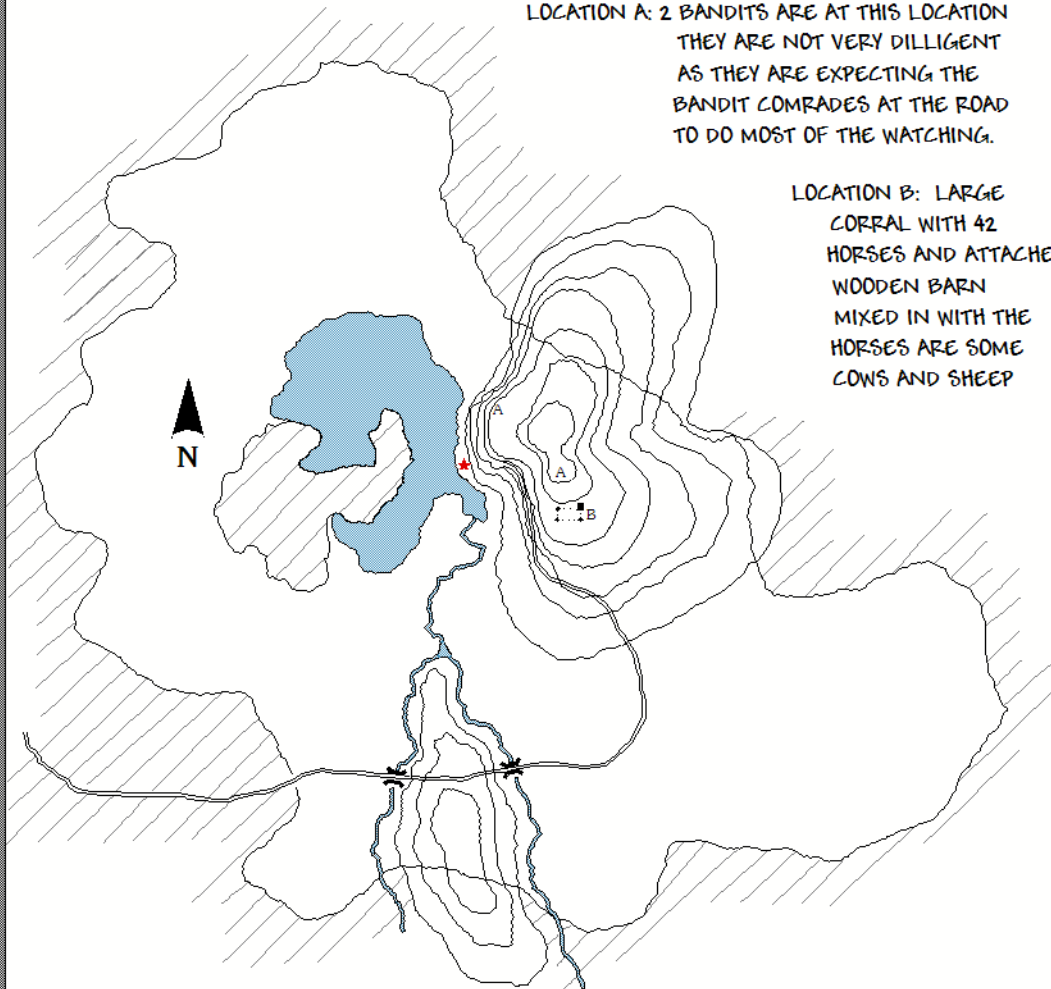 LOCATION A: 2 BANDITS ARE AT THIS LOCATION
THEY ARE NOT VERY DILLIGENT
AS THEY ARE EXPECTING THE
BANDIT COMRADES AT THE ROAD
TO DO MOST OF THE WATCHING.
LOCATION B: LARGE
CORRAL WITH 42
HORSES AND ATTACHE
WOODEN BARN
MIXED IN WITH THE
HORSES ARE SOME
COWS AND SHEEP
A
N
A
B